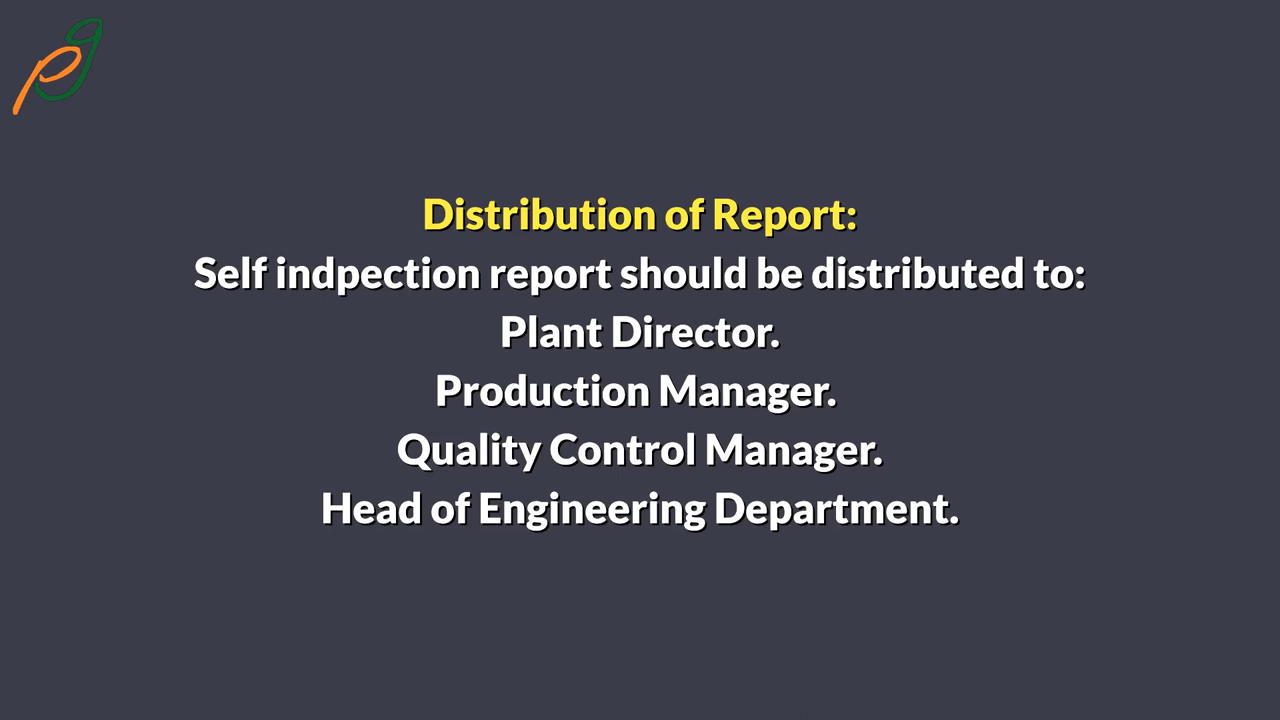 Distribution of Report:
Self indpection report should be distributed to:
Plant Director.
Production Manager.
Quality Control Manager.
Head of Engineering Department.